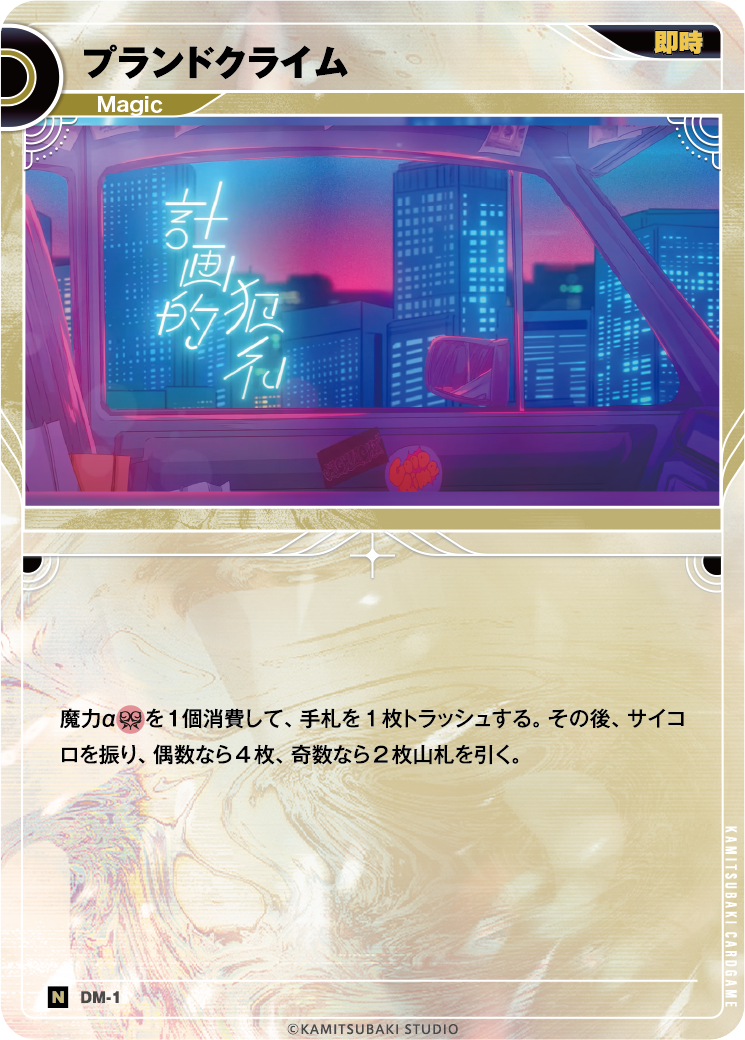 プランドクライム
即時
Magic
計画的
犯行
魔力αを1個消費して、手札を1枚トラッシュする。その後、サイコ
ロを振り、偶数なら4枚、奇数なら2枚山札を引く。
KAMITSUBAKI CARDGAME
N DM-1
©KAMITSUBAKI STUDIO